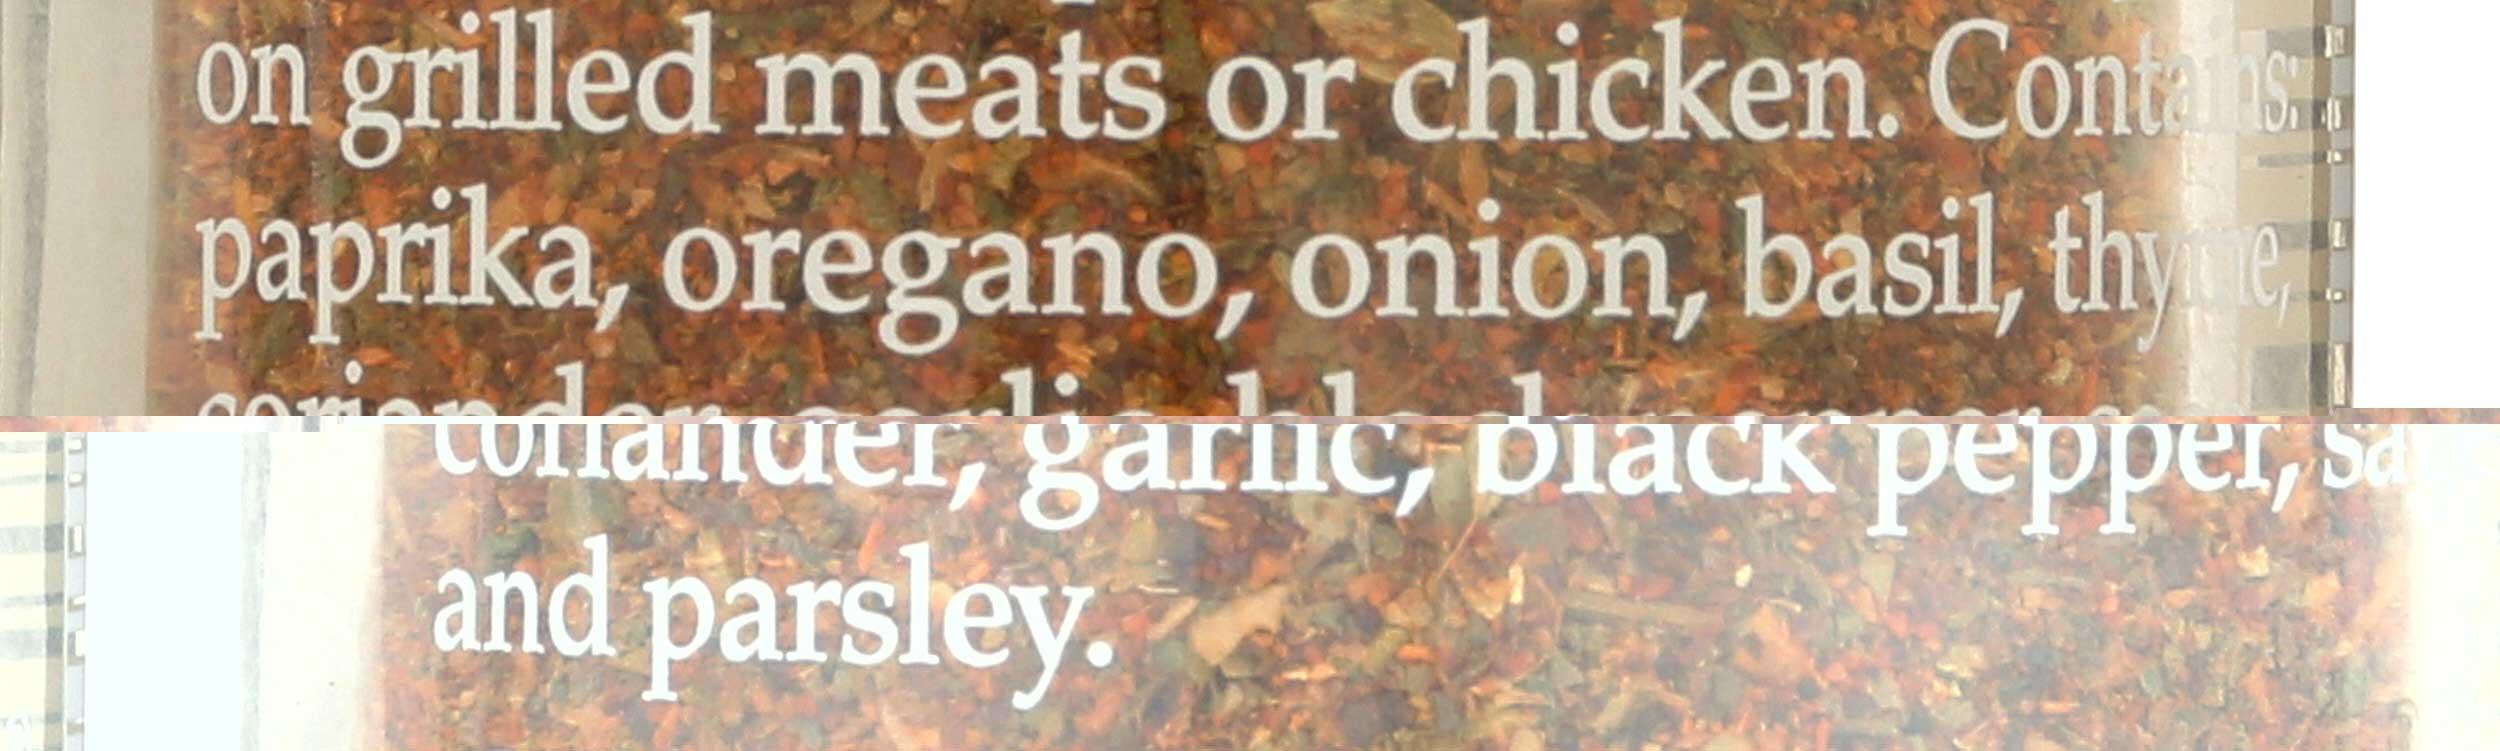 on grilled meats or chicken. Contains:
paprika, oregano, onion, basil, thyme,
coriander, garlic, black pepper,
and parsley.